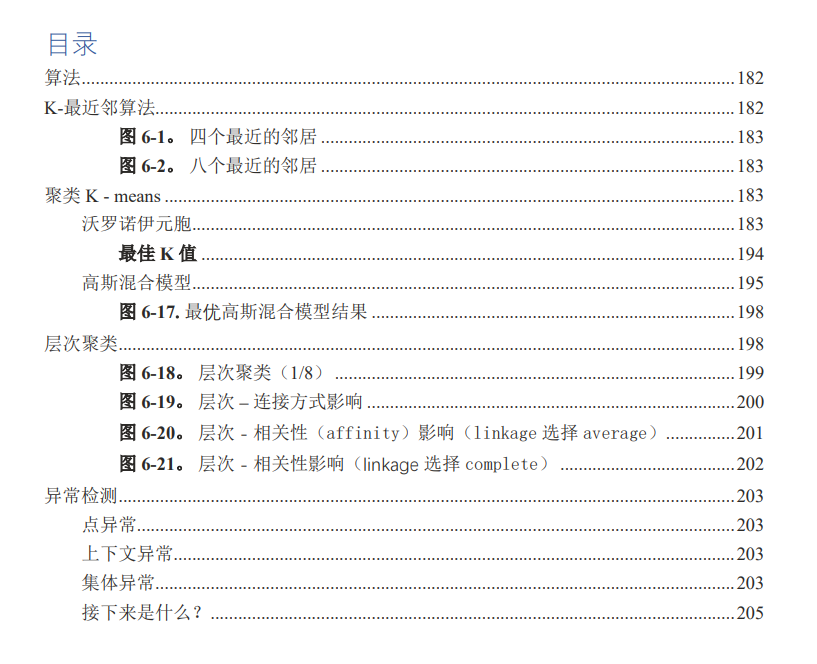 目录
算法........................................182
K-最近邻算法........................................182
图 6-1。 四个最近的邻居........................................183
图 6-2。 八个最近的邻居........................................183
聚类 K - means........................................183
沃罗诺伊元胞........................................183
最佳 K 值........................................194
高斯混合模型........................................195
图 6-17. 最优高斯混合模型结果........................................198
层次聚类........................................198
图 6-18。 层次聚类（1/8）........................................199
图 6-19。 层次 – 连接方式影响........................................200
图 6-20。 层次 - 相关性（affinity）影响（linkage 选择 average）...............201
图 6-21。 层次 - 相关性影响（linkage 选择 complete）........................................202
异常检测........................................203
点异常........................................203
上下文异常........................................203
集体异常........................................203
接下来是什么？........................................205